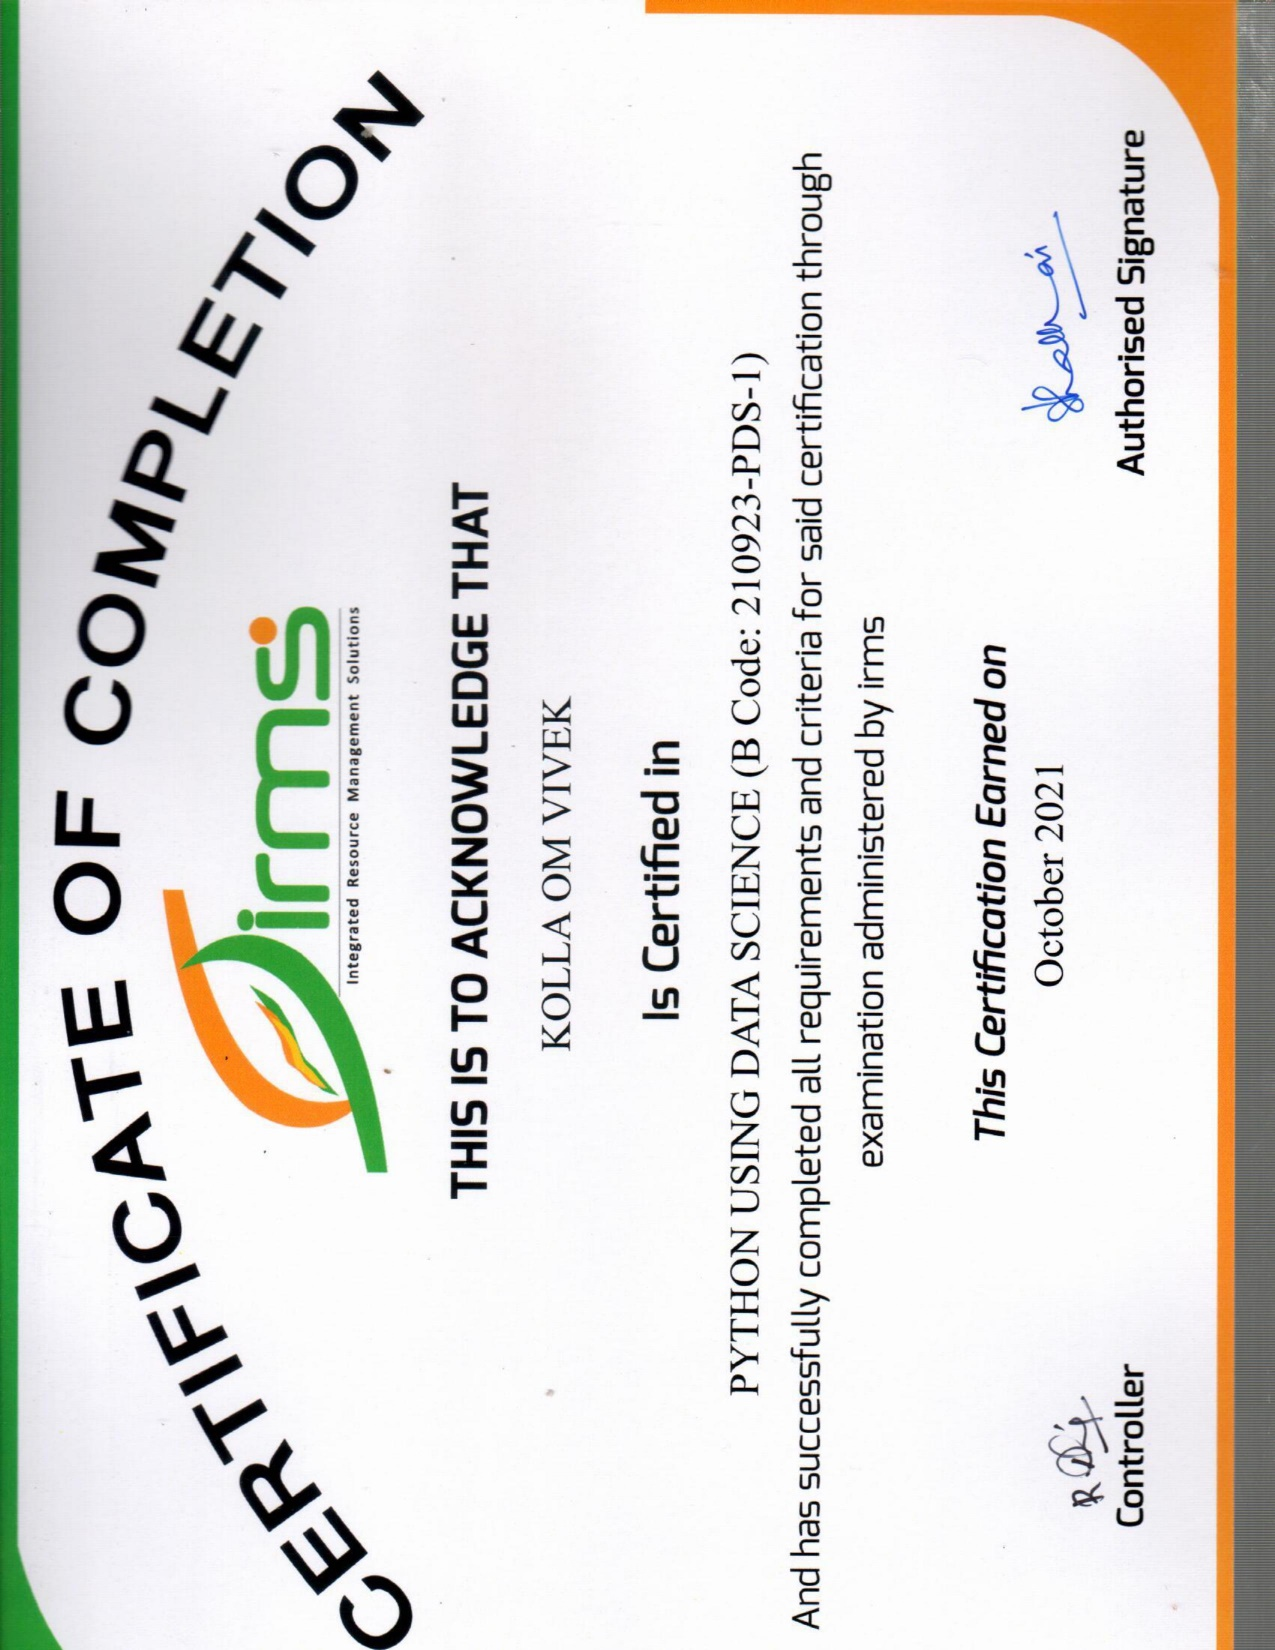 CERTIFICATE OF COMPLETION
irms
Integrated Resource Management Solutions
THIS IS TO ACKNOWLEDGE THAT
KOLLA OM VIVEK
Is Certified in
PYTHON USING DATA SCIENCE (B Code: 210923-PDS-1)
And has successfully completed all requirements and criteria for said certification through
examination administered by irms
This Certification Earned on
October 2021
Controller
Authorised Signature